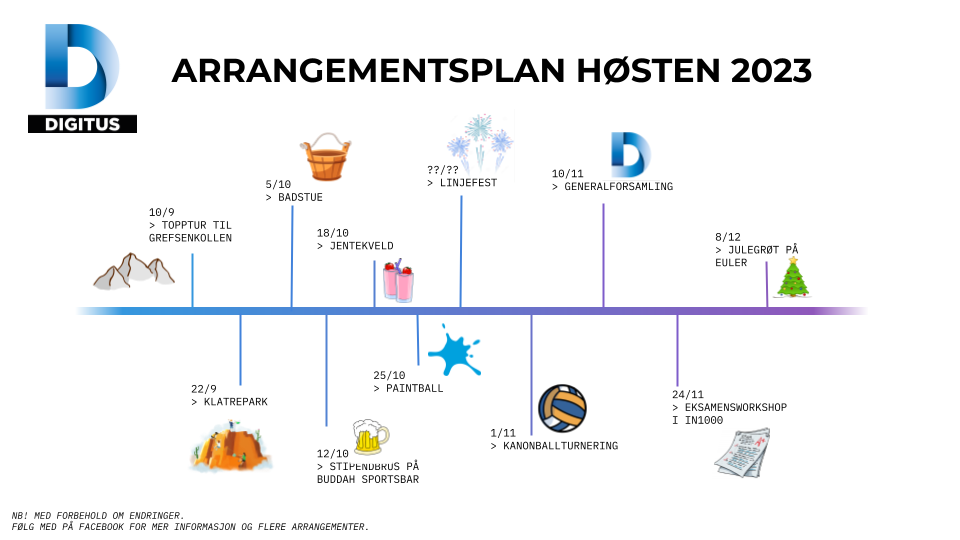 DIGITUS
ARRANGEMENTSPLAN HØSTEN 2023
10/9
> TOPPTUR TIL
GREFSENKOLLEN
5/10
> BADSTUE
18/10
> JENTEKVELD
??/??
> LINJEFEST
10/11
> GENERALFORSAMLING
8/12
> JULEGRØT PÅ
EULER
22/9
> KLATREPARK
12/10
> STIPENDBRUS PÅ
BUDDAH SPORTSBAR
25/10
> PAINTBALL
1/11
> KANONBALLTURNERING
24/11
> EKSAMENSWORKSHOP
I IN1000
NB! MED FORBEHOLD OM ENDRINGER.
FØLG MED PÅ FACEBOOK FOR MER INFORMASJON OG FLERE ARRANGEMENTER.